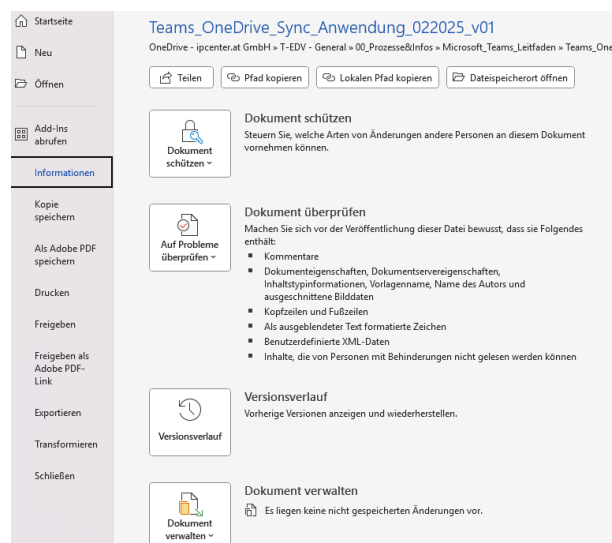 Startseite
Neu
Öffnen
Add-Ins
abrufen
Informationen
Kopie
speichern
Als Adobe PDF
speichern
Drucken
Freigeben
Freigeben als
Adobe PDF-
Link
Exportieren
Transformieren
Schließen
Teams_OneDrive_Sync_Anwendung_022025_v01
OneDrive - ipcenter.at GmbH » T-EDV - General » 00_Prozesse&Infos » Microsoft_Teams_Leitfaden » Teams_One
Teilen
Pfad kopieren
Lokalen Pfad kopieren
Dateispeicherort öffnen
Dokument
schützen
Dokument schützen
Steuern Sie, welche Arten von Änderungen andere Personen an diesem Dokument
vornehmen können.
Auf Probleme
überprüfen
Dokument überprüfen
Machen Sie sich vor der Veröffentlichung dieser Datei bewusst, dass sie Folgendes
enthält:
Kommentare
Dokumenteigenschaften, Dokumentservereigenschaften,
Inhaltstypinformationen, Vorlagenname, Name des Autors und
ausgeschnittene Bilddaten
Kopfzeilen und Fußzeilen
Als ausgeblendeter Text formatierte Zeichen
Benutzerdefinierte XML-Daten
Inhalte, die von Personen mit Behinderungen nicht gelesen werden können
Versionsverlauf
Versionsverlauf
Vorherige Versionen anzeigen und wiederherstellen.
Dokument
verwalten
Dokument verwalten
Es liegen keine nicht gespeicherten Änderungen vor.